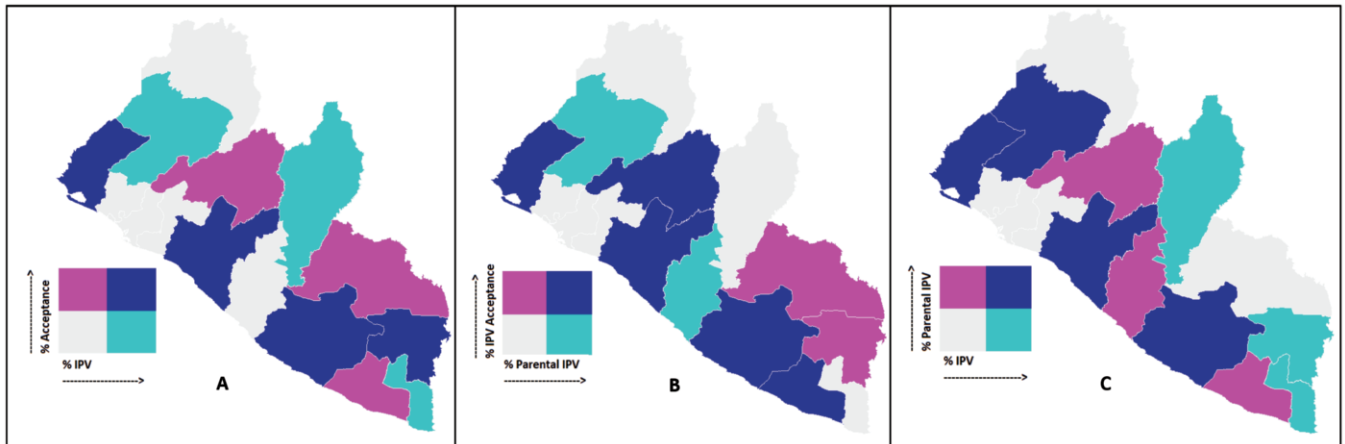 % Acceptance
% IPV
A
% IPV Acceptance
% Parental IPV
B
% Parental IPV
% IPV
C